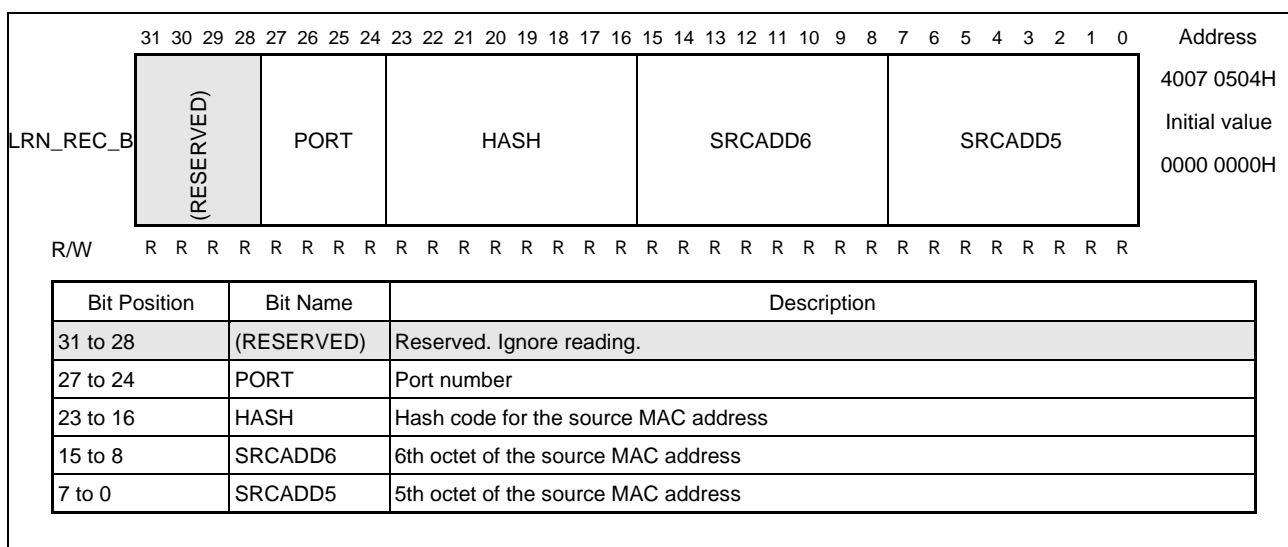 31 30 29 28 27 26 25 24 23 22 21 20 19 18 17 16 15 14 13 12 11 10 9 8 7 6 5 4 3 2 1 0 Address
4007 0504H
Initial value
0000 0000H
LRN_REC_B (RESERVED) PORT HASH SRCADD6 SRCADD5
R/W R R R R R R R R R R R R R R R R R R R R R R R R R R R R R R R R
Bit Position Bit Name Description
31 to 28 (RESERVED) Reserved. Ignore reading.
27 to 24 PORT Port number
23 to 16 HASH Hash code for the source MAC address
15 to 8 SRCADD6 6th octet of the source MAC address
7 to 0 SRCADD5 5th octet of the source MAC address